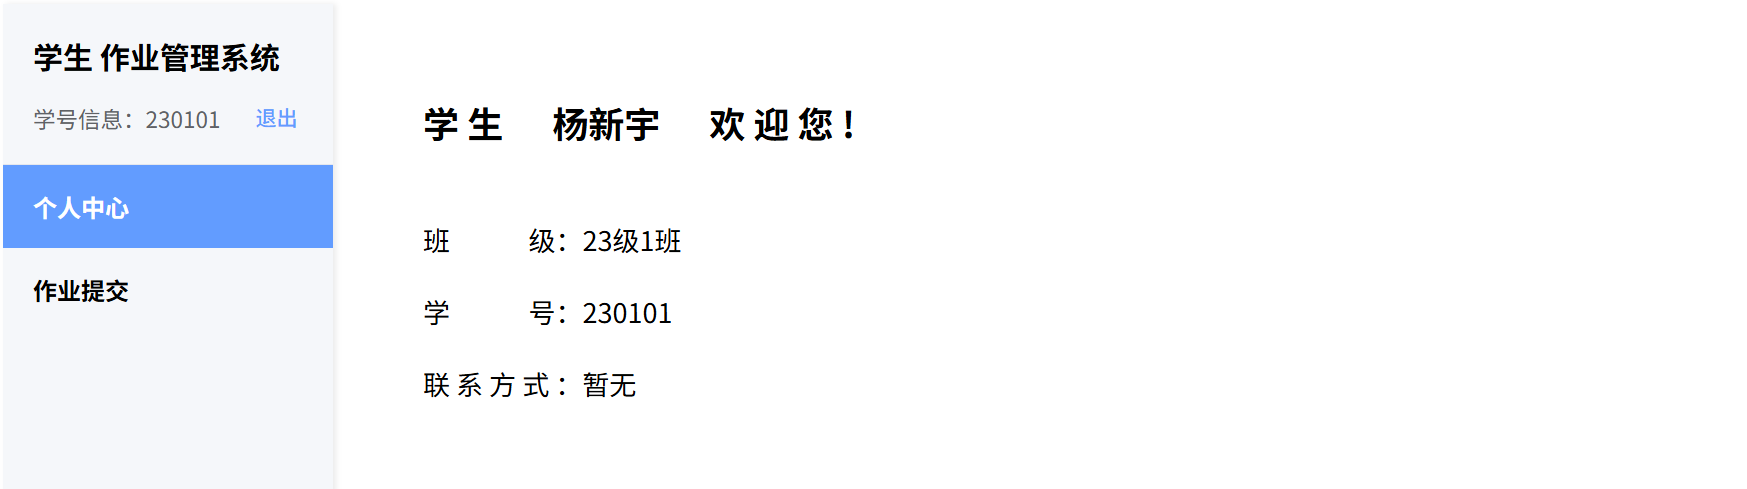 学生 作业管理系统
学号信息：230101 退出
个人中心
作业提交
学 生 杨新宇 欢 迎 您！
班 级：23级1班
学 号：230101
联 系 方 式 ：暂无